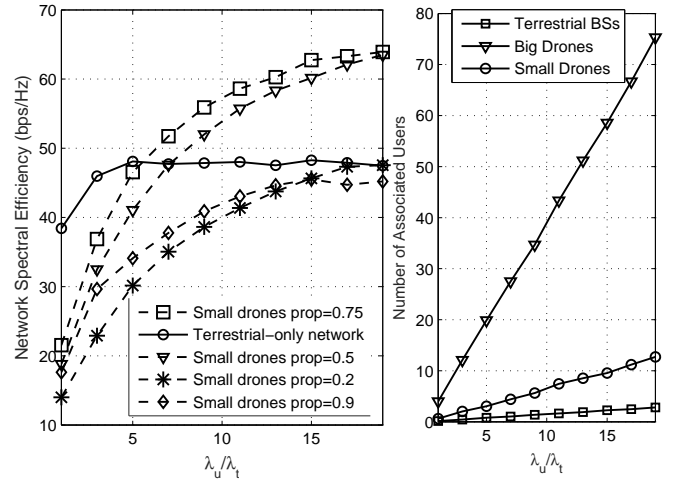 Network Spectral Efficiency (bps/Hz)
70
60
50
40
30
20
10
5
10
15
λu/λt
Small drones prop=0.75
Terrestrial-only network
Small drones prop=0.5
Small drones prop=0.2
Small drones prop=0.9
Number of Associated Users
80
70
60
50
40
30
20
10
0
5
10
15
λu/λt
Terrestrial BSs
Big Drones
Small Drones